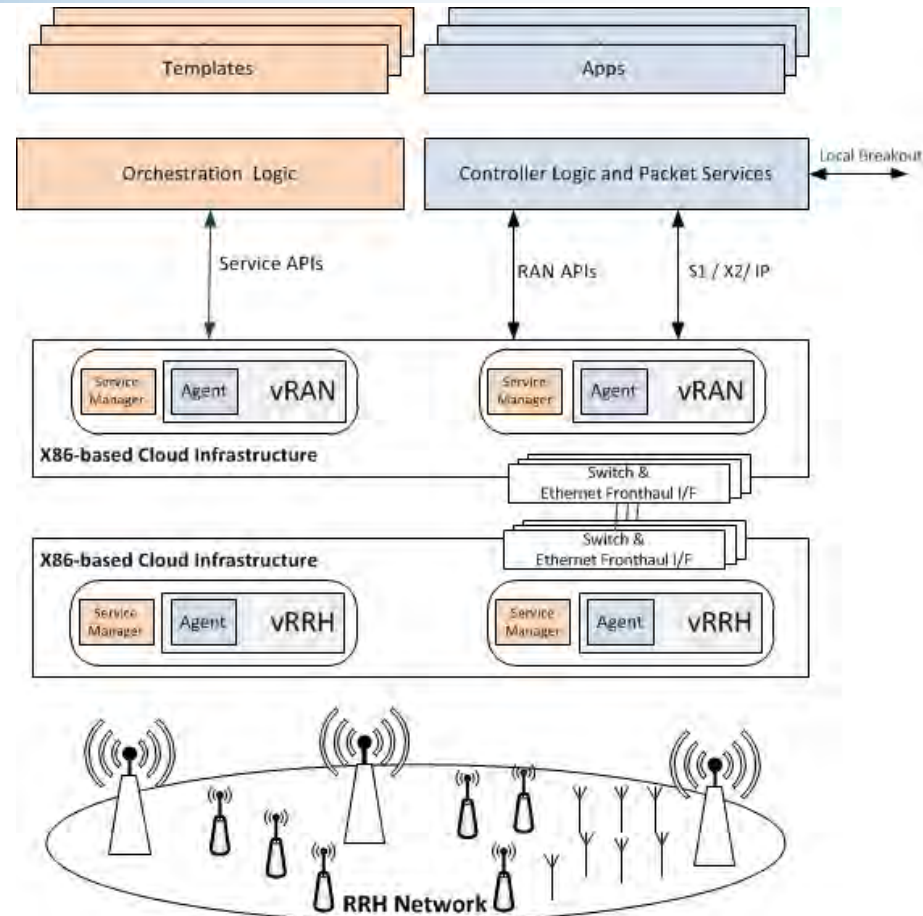 Templates
Apps
Orchestration Logic
Controller Logic and Packet Services
Local Breakout
Service APIs
RAN APIs
S1 / X2/ IP
Service
Manager
Agent
vRAN
Service
Manager
Agent
vRAN
X86-based Cloud Infrastructure
Switch &
Ethernet Fronthaul I/F
Switch &
Ethernet Fronthaul I/F
X86-based Cloud Infrastructure
Service
Manager
Agent
vRRH
Service
Manager
Agent
vRRH
RRH Network